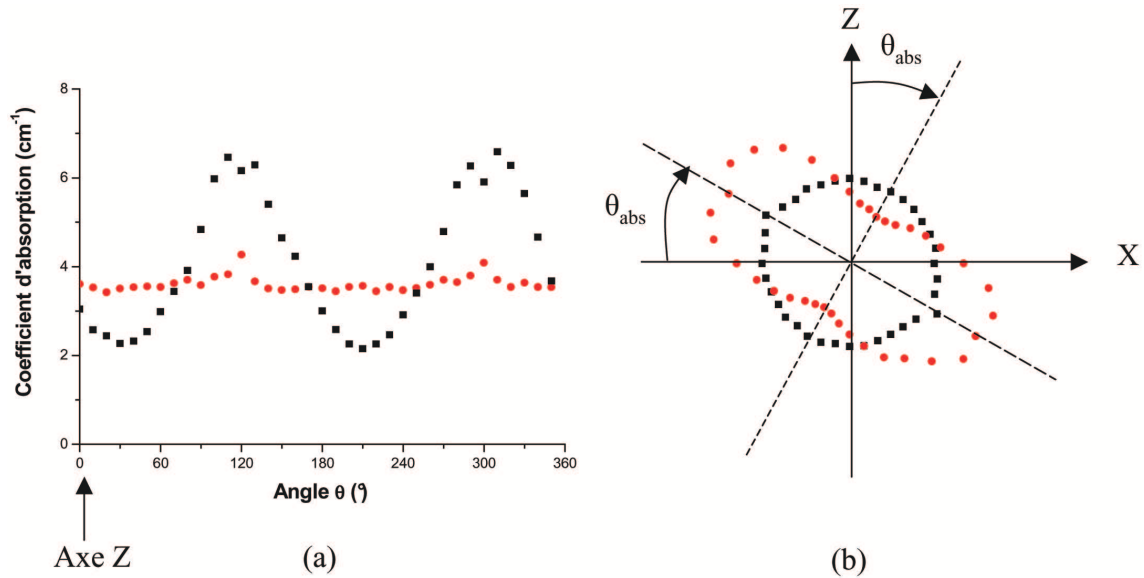 8
6
4
2
0
Coefficient d'absorption (cm⁻¹)
0 60 120 180 240 300 360
Angle θ (°)
Axe Z
(a)
Z
θabs
θabs
X
(b)